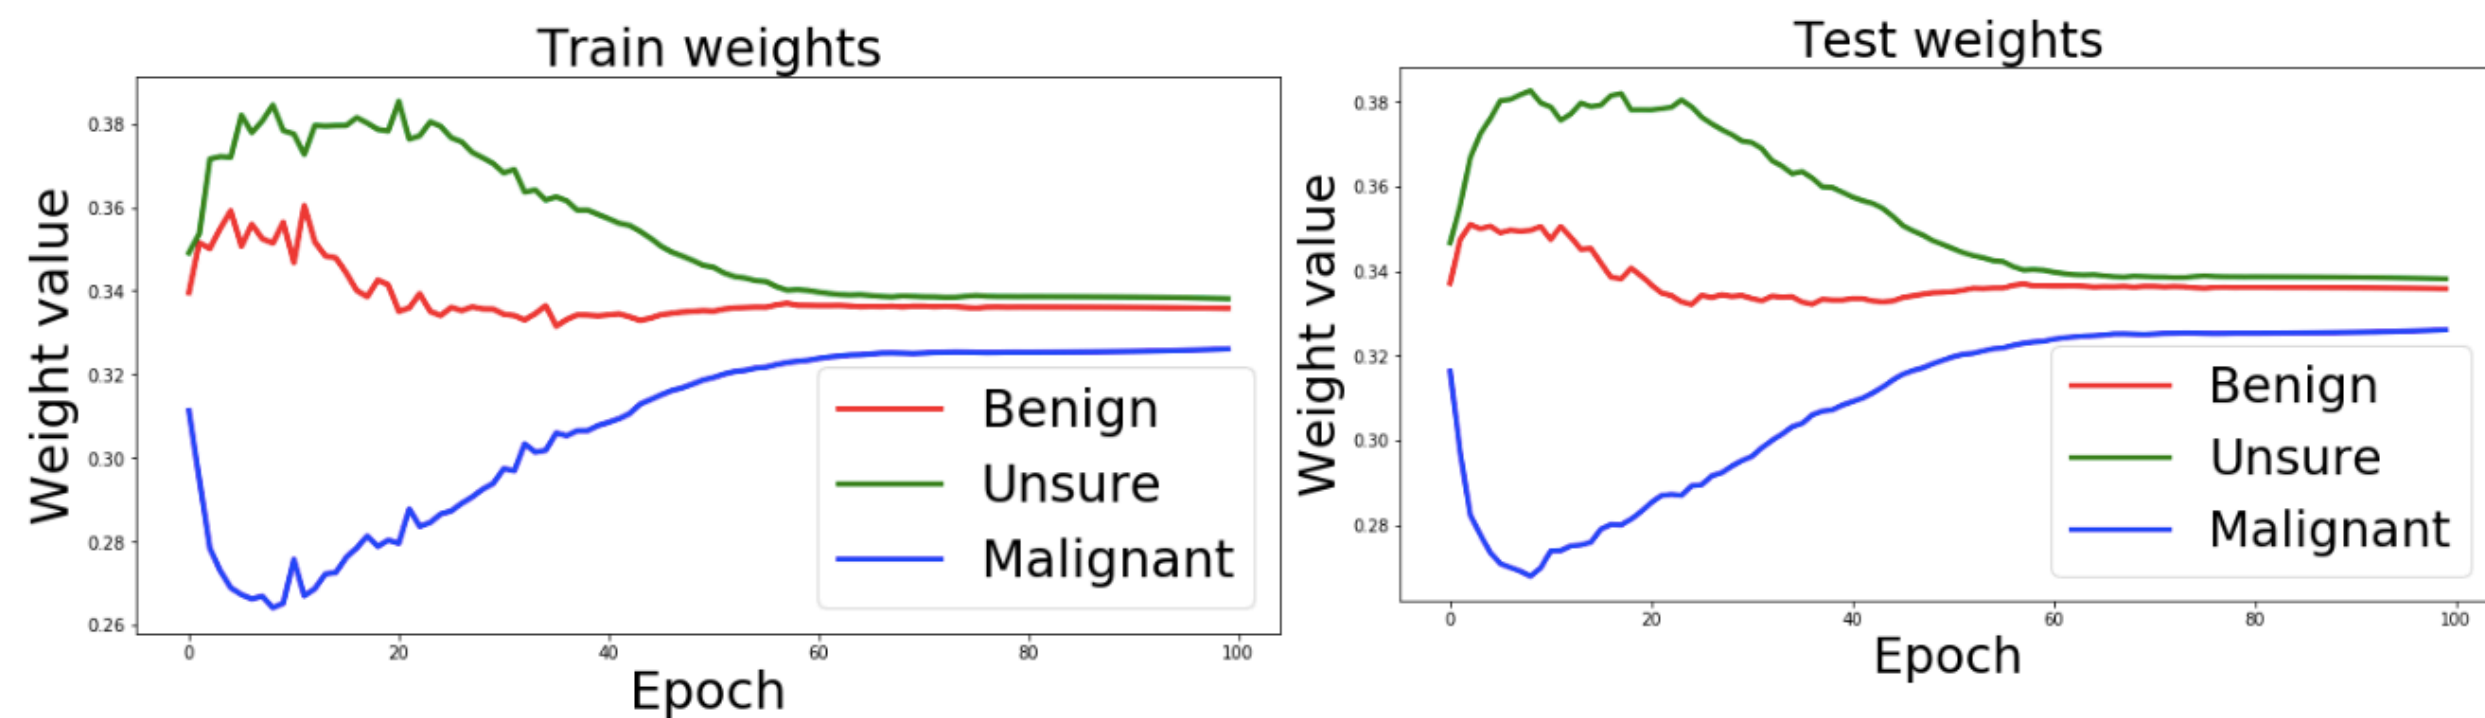 Train weights
Weight value
0.38
0.36
0.34
0.32
0.30
0.28
0.26
0 20 40 60 80 100
Epoch
Benign
Unsure
Malignant
Test weights
Weight value
0.38
0.36
0.34
0.32
0.30
0.28
0 20 40 60 80 100
Epoch
Benign
Unsure
Malignant